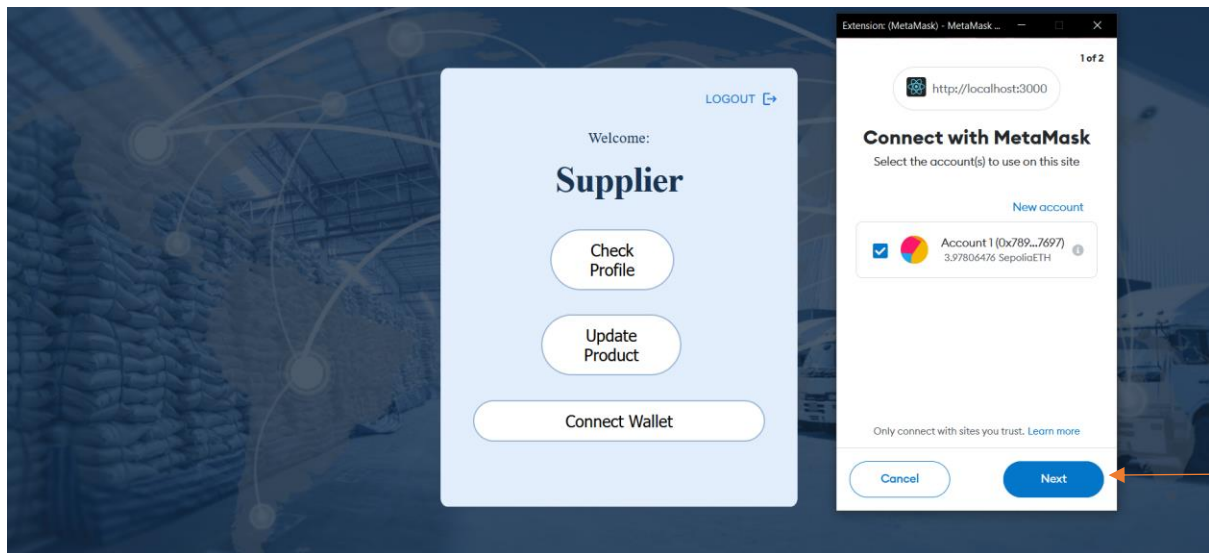 LOGOUT
Welcome:
Supplier
Check
Profile
Update
Product
Connect Wallet
Extension: (MetaMask) - MetaMask ...
1 of 2
http://localhost:3000
Connect with MetaMask
Select the account(s) to use on this site
New account
Account 1 (0x789...7697)
3.97806476 SepoliaETH
Only connect with sites you trust. Learn more
Cancel
Next